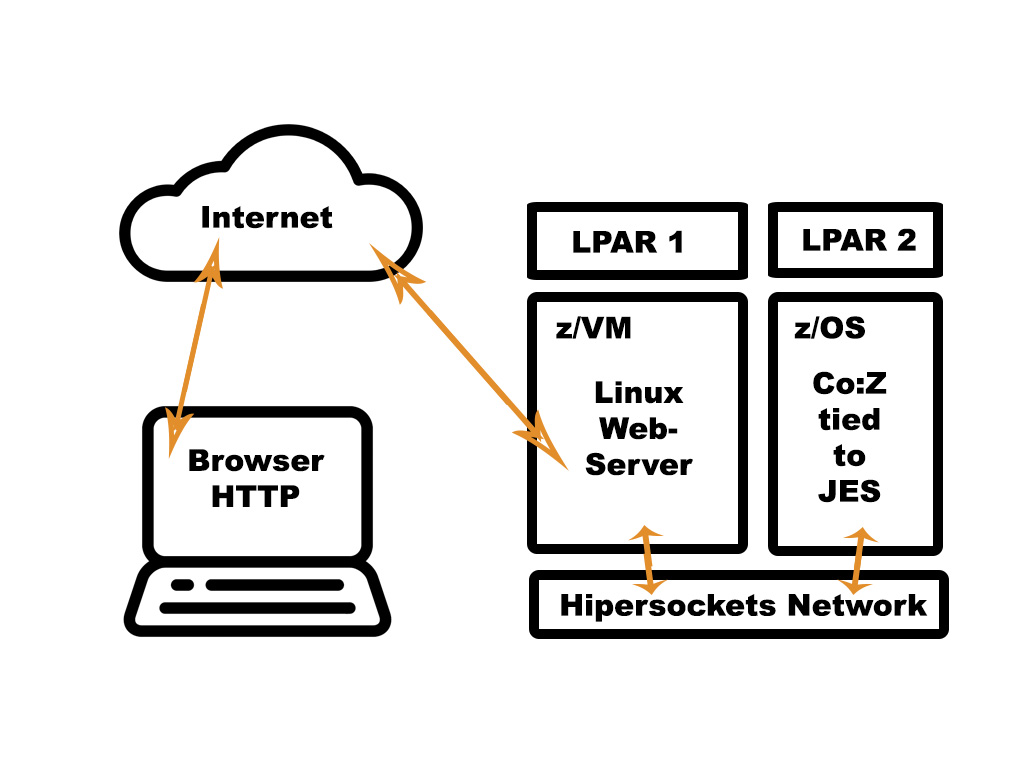 Internet
Browser
HTTP
LPAR 1
LPAR 2
z/VM
Linux
Web-
Server
z/OS
Co:Z
tied
to
JES
Hipersockets Network